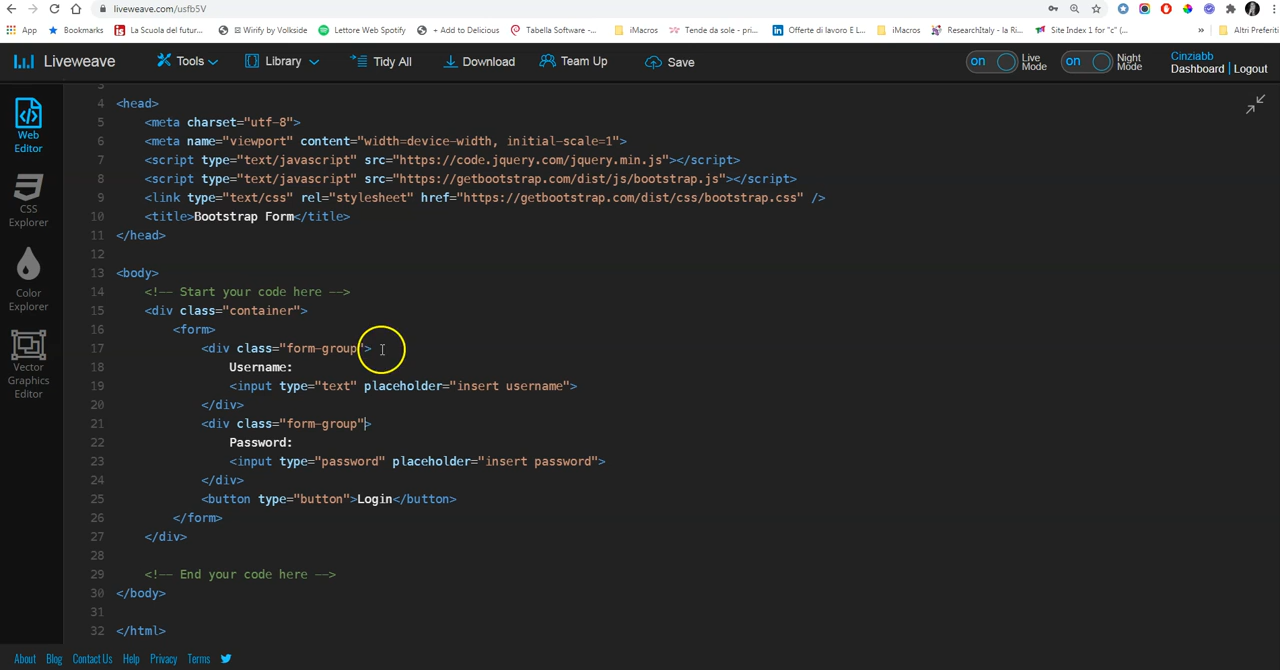 liveweave.com/usfb5V
App Bookmarks La Scuola del futur... Wirify by Volkside Lettore Web Spotify + Add to Delicious Tabella Software -... iMacros Tende da sole - pri... Offerte di lavoro E L... iMacros ResearchItaly - la Ri... Site Index 1 for "c" (... » Altri Preferiti
Liveweave Tools Library Tidy All Download Team Up Save on Live Mode on Night Mode Cinziabb Dashboard | Logout
Web Editor
CSS Explorer
Color Explorer
Vector Graphics Editor
3
4 <head>
5 <meta charset="utf-8">
6 <meta name="viewport" content="width=device-width, initial-scale=1">
7 <script type="text/javascript" src="https://code.jquery.com/jquery.min.js"></script>
8 <script type="text/javascript" src="https://getbootstrap.com/dist/js/bootstrap.js"></script>
9 <link type="text/css" rel="stylesheet" href="https://getbootstrap.com/dist/css/bootstrap.css" />
10 <title>Bootstrap Form</title>
11 </head>
12
13 <body>
14 <!-- Start your code here -->
15 <div class="container">
16 <form>
17 <div class="form-group">
18 Username:
19 <input type="text" placeholder="insert username">
20 </div>
21 <div class="form-group">
22 Password:
23 <input type="password" placeholder="insert password">
24 </div>
25 <button type="button">Login</button>
26 </form>
27 </div>
28
29 <!-- End your code here -->
30 </body>
31
32 </html>
About Blog Contact Us Help Privacy Terms